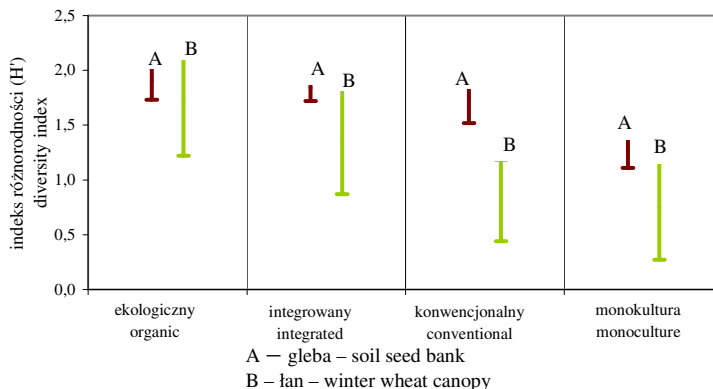 indeks różnorodności (H')
diversity index
2,5
2,0
1,5
1,0
0,5
0,0
A
B
A
B
A
B
A
B
ekologiczny
organic
integrowany
integrated
konwencjonalny
conventional
monokultura
monoculture
A – gleba – soil seed bank
B – łan – winter wheat canopy